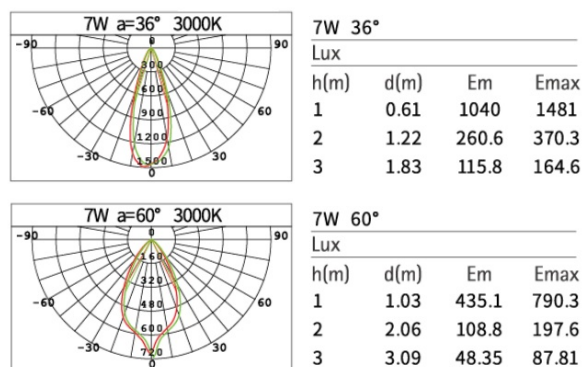 7W a=36° 3000K
-90
90
0
300
600
900
1200
1500
-60
60
-30
30
0
7W 36°
Lux
h(m) d(m) Em Emax
1 0.61 1040 1481
2 1.22 260.6 370.3
3 1.83 115.8 164.6
7W a=60° 3000K
-90
90
0
160
320
480
600
720
-60
60
-30
30
0
7W 60°
Lux
h(m) d(m) Em Emax
1 1.03 435.1 790.3
2 2.06 108.8 197.6
3 3.09 48.35 87.81